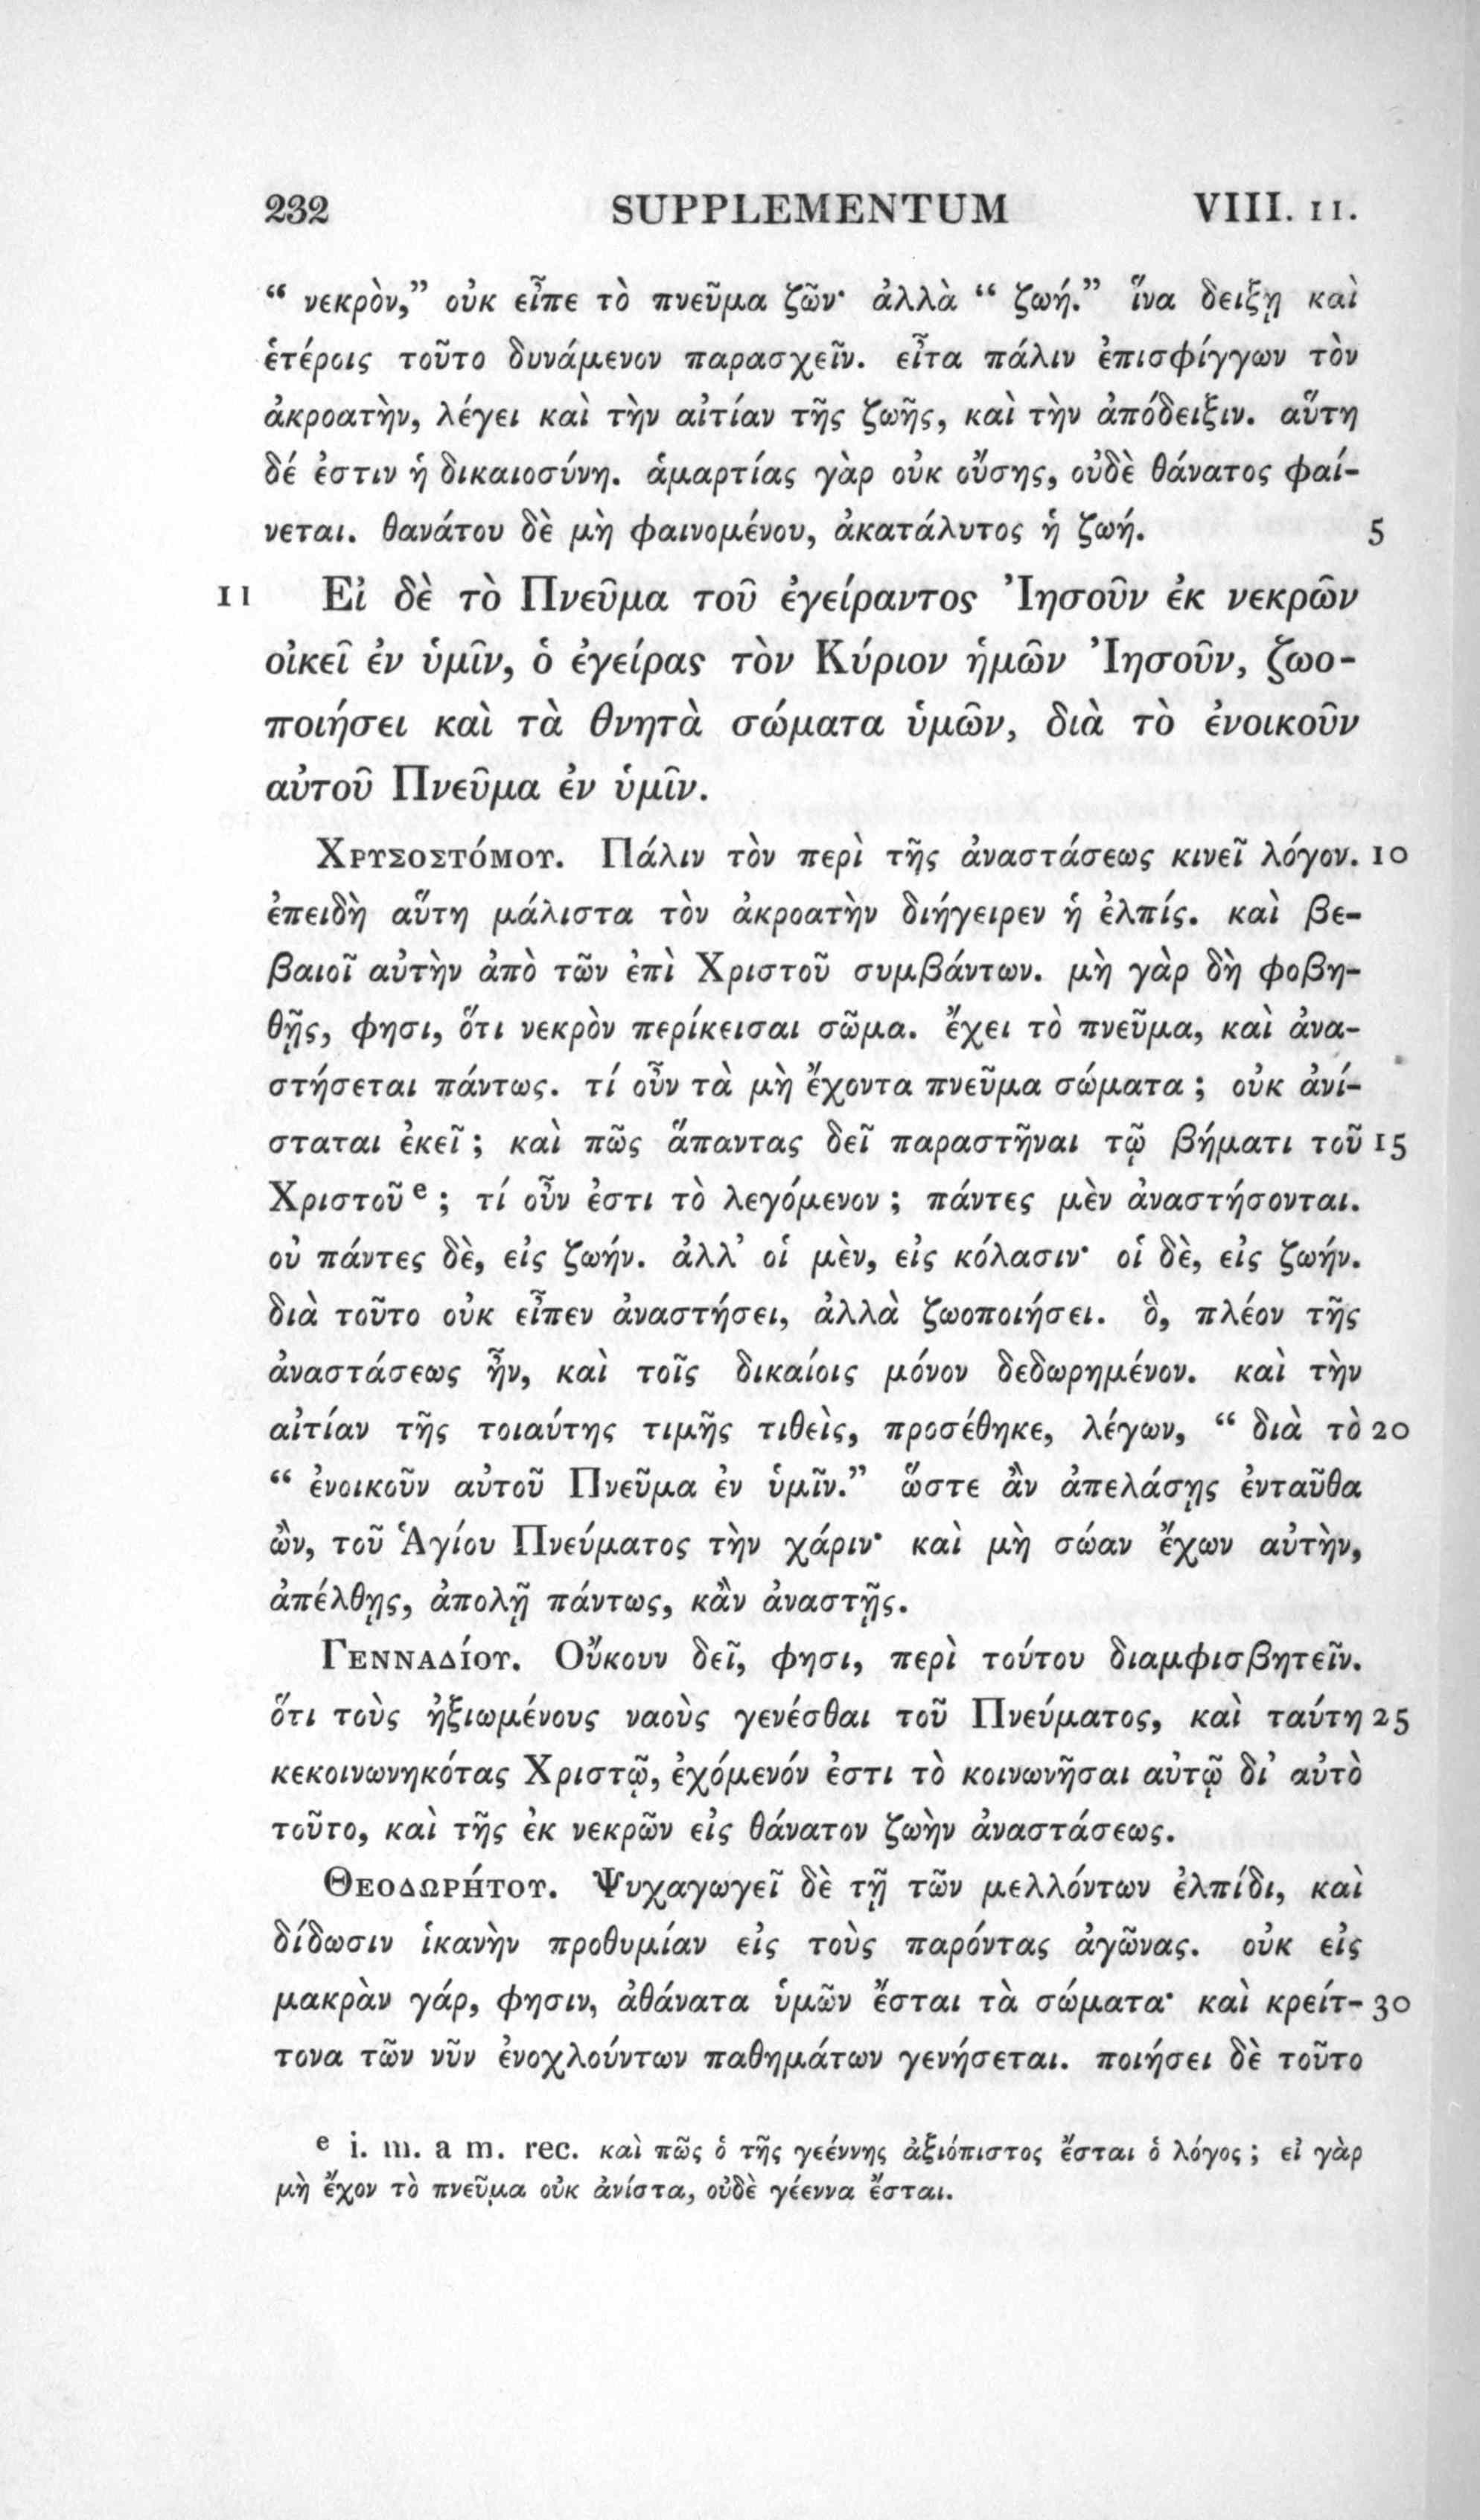 232 SUPPLEMENTUM VIII. 11.
“ νεκρὸν,” οὐκ εἶπε τὸ πνεῦμα ζῶν· ἀλλὰ “ ζωή.” ἵνα δειξῃ καὶ
ἑτέροις τοῦτο δυνάμενον παρασχεῖν. εἶτα πάλιν ἐπισφίγγων τὸν
ἀκροατὴν, λέγει καὶ τὴν αἰτίαν τῆς ζωῆς, καὶ τὴν ἀπόδειξιν. αὕτη
δέ ἐστιν ἡ δικαιοσύνη. ἁμαρτίας γὰρ οὐκ οὔσης, οὐδὲ θάνατος φαί-
νεται. θανάτου δὲ μὴ φαινομένου, ἀκατάλυτος ἡ ζωή. 5
11 Εἰ δὲ τὸ Πνεῦμα τοῦ ἐγείραντος Ἰησοῦν ἐκ νεκρῶν
οἰκεῖ ἐν ὑμῖν, ὁ ἐγείρας τὸν Κύριον ἡμῶν Ἰησοῦν, ζωο-
ποιήσει καὶ τὰ θνητὰ σώματα ὑμῶν, διὰ τὸ ἐνοικοῦν
αὐτοῦ Πνεῦμα ἐν ὑμῖν.
Χρυσοστόμου. Πάλιν τὸν περὶ τῆς ἀναστάσεως κινεῖ λόγον. 10
ἐπειδὴ αὕτη μάλιστα τὸν ἀκροατὴν διήγειρεν ἡ ἐλπίς. καὶ βε-
βαιοῖ αὐτὴν ἀπὸ τῶν ἐπὶ Χριστοῦ συμβάντων. μὴ γὰρ δὴ φοβη-
θῇς, φησι, ὅτι νεκρὸν περίκεισαι σῶμα. ἔχει τὸ πνεῦμα, καὶ ἀνα-
στήσεται πάντως. τί οὖν τὰ μὴ ἔχοντα πνεῦμα σώματα ; οὐκ ἀνί-
σταται ἐκεῖ ; καὶ πῶς ἅπαντας δεῖ παραστῆναι τῷ βήματι τοῦ 15
Χριστοῦ e ; τί οὖν ἐστι τὸ λεγόμενον ; πάντες μὲν ἀναστήσονται.
οὐ πάντες δὲ, εἰς ζωήν. ἀλλ’ οἱ μὲν, εἰς κόλασιν· οἱ δὲ, εἰς ζωήν.
διὰ τοῦτο οὐκ εἶπεν ἀναστήσει, ἀλλὰ ζωοποιήσει. ὃ, πλέον τῆς
ἀναστάσεως ἦν, καὶ τοῖς δικαίοις μόνον δεδωρημένον. καὶ τὴν
αἰτίαν τῆς τοιαύτης τιμῆς τιθεὶς, προσέθηκε, λέγων, “ διὰ τὸ 20
“ ἐνοικοῦν αὐτοῦ Πνεῦμα ἐν ὑμῖν.” ὥστε ἂν ἀπελάσῃς ἐνταῦθα
ὢν, τοῦ Ἁγίου Πνεύματος τὴν χάριν· καὶ μὴ σώαν ἔχων αὐτὴν,
ἀπέλθῃς, ἀπολῇ πάντως, κἂν ἀναστῇς.
Γενναδίου. Οὔκουν δεῖ, φησι, περὶ τούτου διαμφισβητεῖν.
ὅτι τοὺς ἠξιωμένους ναοὺς γενέσθαι τοῦ Πνεύματος, καὶ ταύτη 25
κεκοινωνηκότας Χριστῷ, ἐχόμενόν ἐστι τὸ κοινωνῆσαι αὐτῷ δι’ αὐτὸ
τοῦτο, καὶ τῆς ἐκ νεκρῶν εἰς θάνατον ζωὴν ἀναστάσεως.
Θεοδωρήτου. Ψυχαγωγεῖ δὲ τῇ τῶν μελλόντων ἐλπίδι, καὶ
δίδωσιν ἱκανὴν προθυμίαν εἰς τοὺς παρόντας ἀγῶνας. οὐκ εἰς
μακρὰν γάρ, φησιν, ἀθάνατα ὑμῶν ἔσται τὰ σώματα· καὶ κρείτ- 30
τονα τῶν νῦν ἐνοχλούντων παθημάτων γενήσεται. ποιήσει δὲ τοῦτο
e i. m. a m. rec. καὶ πῶς ὁ τῆς γεέννης ἀξιόπιστος ἔσται ὁ λόγος ; εἰ γὰρ
μὴ ἔχον τὸ πνεῦμα οὐκ ἀνίστα, οὐδὲ γέεννα ἔσται.